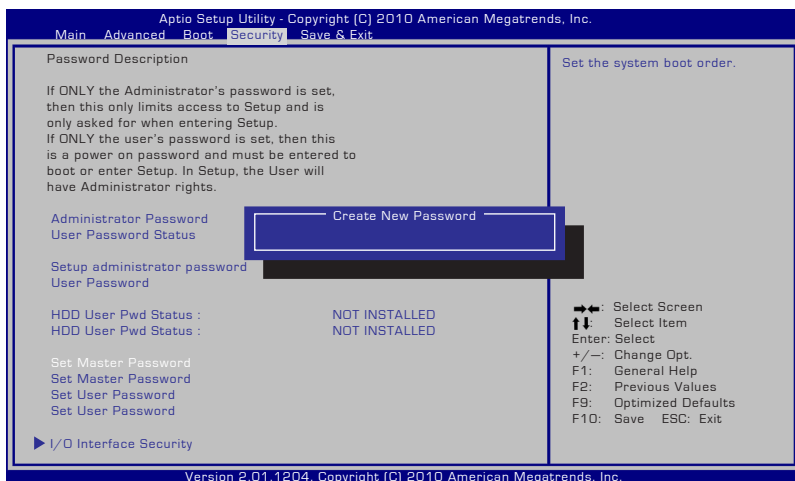 Aptio Setup Utility - Copyright (C) 2010 American Megatrends, Inc.
Main Advanced Boot Security Save & Exit
Password Description
If ONLY the Administrator's password is set,
then this only limits access to Setup and is
only asked for when entering Setup.
If ONLY the user's password is set, then this
is a power on password and must be entered to
boot or enter Setup. In Setup, the User will
have Administrator rights.
Administrator Password
User Password Status
Create New Password
Setup administrator password
User Password
HDD User Pwd Status : NOT INSTALLED
HDD User Pwd Status : NOT INSTALLED
Set Master Password
Set Master Password
Set User Password
Set User Password
I/O Interface Security
Set the system boot order.
→←: Select Screen
↑↓: Select Item
Enter: Select
+/—: Change Opt.
F1: General Help
F2: Previous Values
F9: Optimized Defaults
F10: Save ESC: Exit
Version 2.01.1204. Copyright (C) 2010 American Megatrends, Inc.